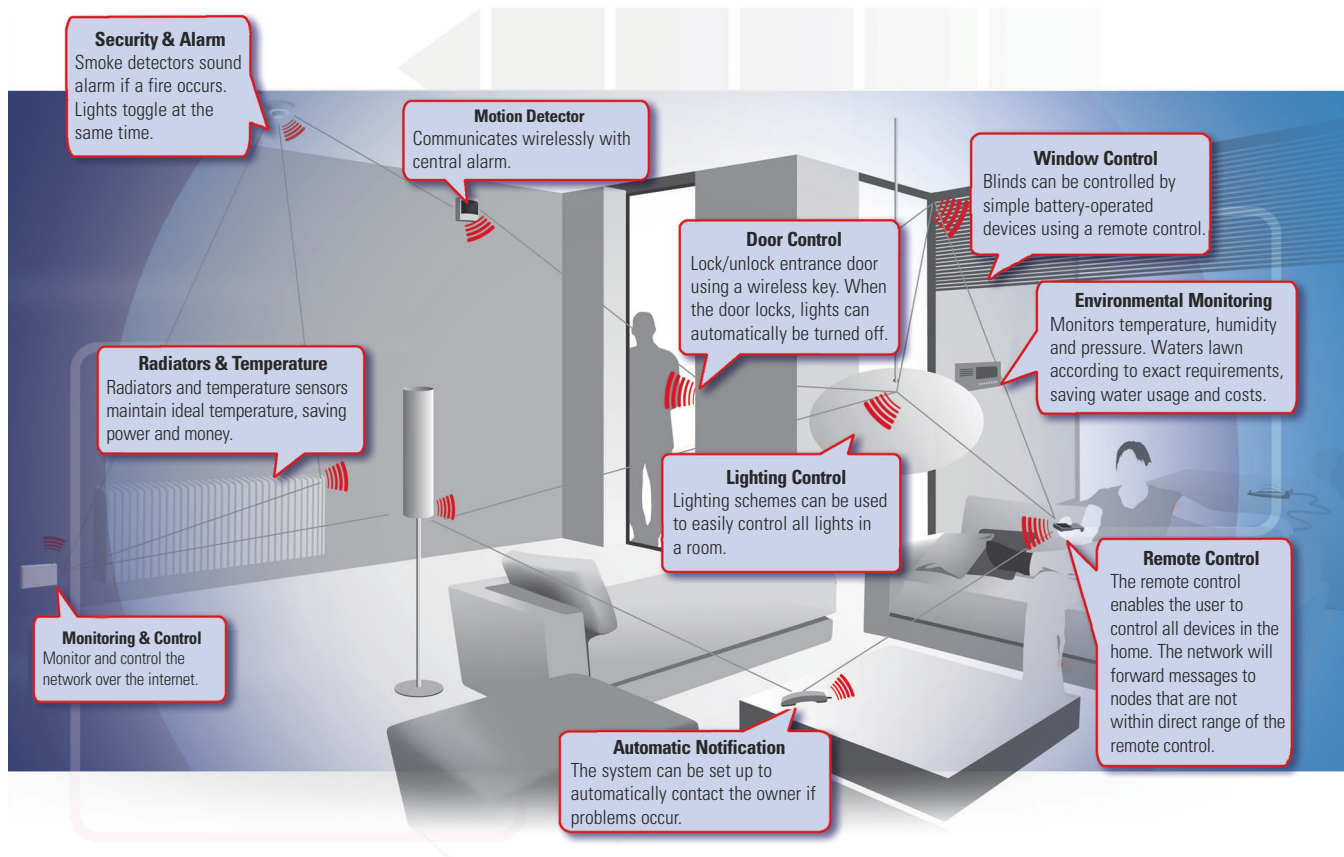 Security & Alarm
Smoke detectors sound
alarm if a fire occurs.
Lights toggle at the
same time.
Motion Detector
Communicates wirelessly with
central alarm.
Window Control
Blinds can be controlled by
simple battery-operated
devices using a remote control.
Door Control
Lock/unlock entrance door
using a wireless key. When
the door locks, lights can
automatically be turned off.
Environmental Monitoring
Monitors temperature, humidity
and pressure. Waters lawn
according to exact requirements,
saving water usage and costs.
Radiators & Temperature
Radiators and temperature sensors
maintain ideal temperature, saving
power and money.
Lighting Control
Lighting schemes can be used
to easily control all lights in
a room.
Remote Control
The remote control
enables the user to
control all devices in the
home. The network will
forward messages to
nodes that are not
within direct range of the
remote control.
Monitoring & Control
Monitor and control the
network over the internet.
Automatic Notification
The system can be set up to
automatically contact the owner if
problems occur.